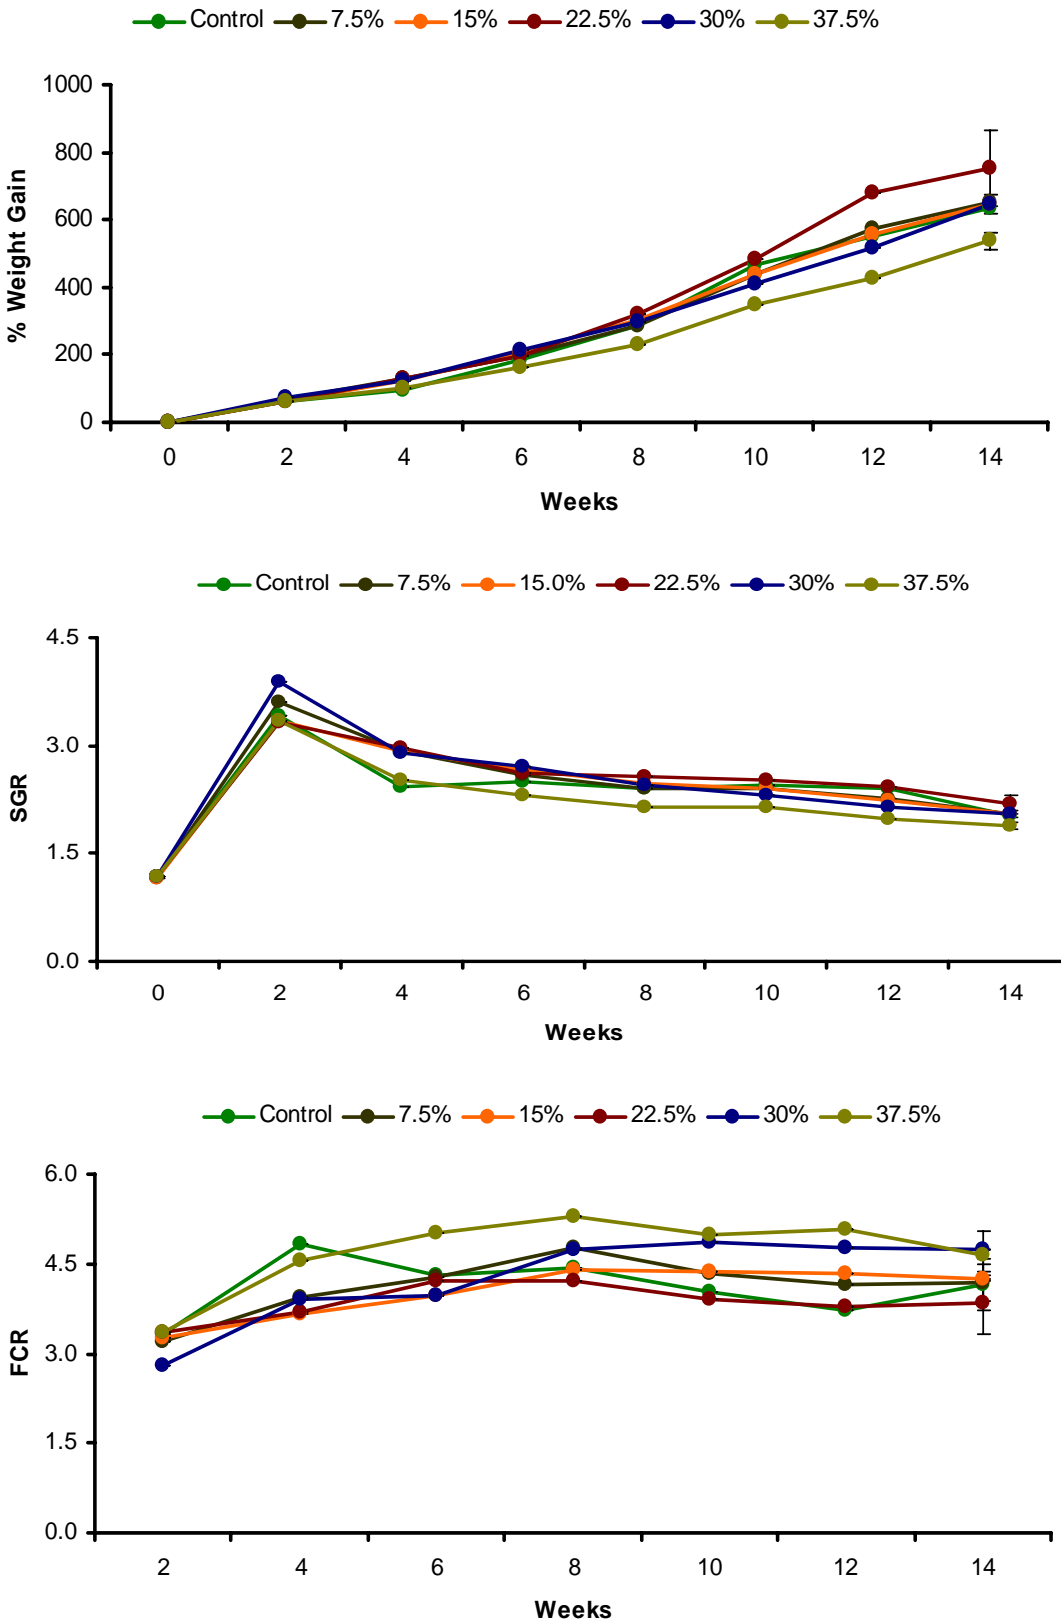 Control 7.5% 15% 22.5% 30% 37.5%
1000
800
600
400
200
0
% Weight Gain
0 2 4 6 8 10 12 14
Weeks
Control 7.5% 15.0% 22.5% 30% 37.5%
4.5
3.0
1.5
0.0
SGR
0 2 4 6 8 10 12 14
Weeks
Control 7.5% 15% 22.5% 30% 37.5%
6.0
4.5
3.0
1.5
0.0
FCR
2 4 6 8 10 12 14
Weeks